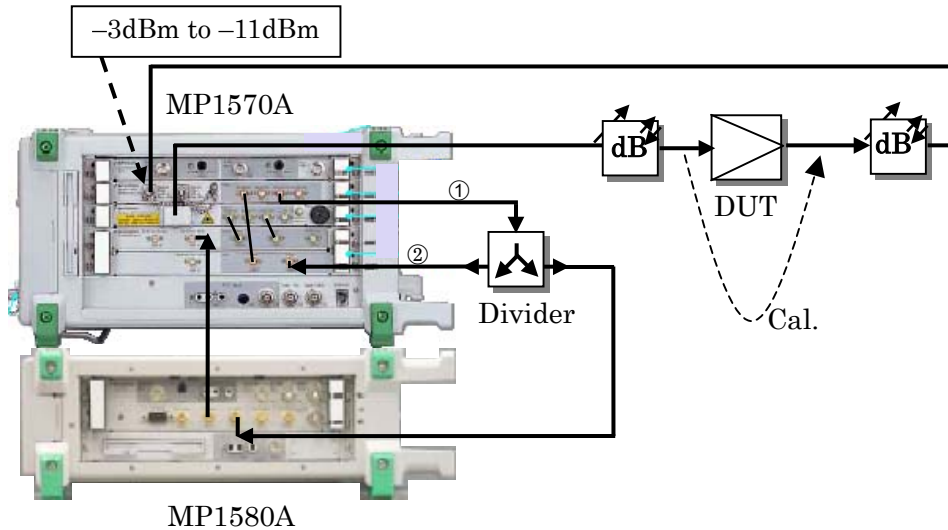 –3dBm to –11dBm
MP1570A
dB
dB
DUT
①
②
Divider
Cal.
MP1580A